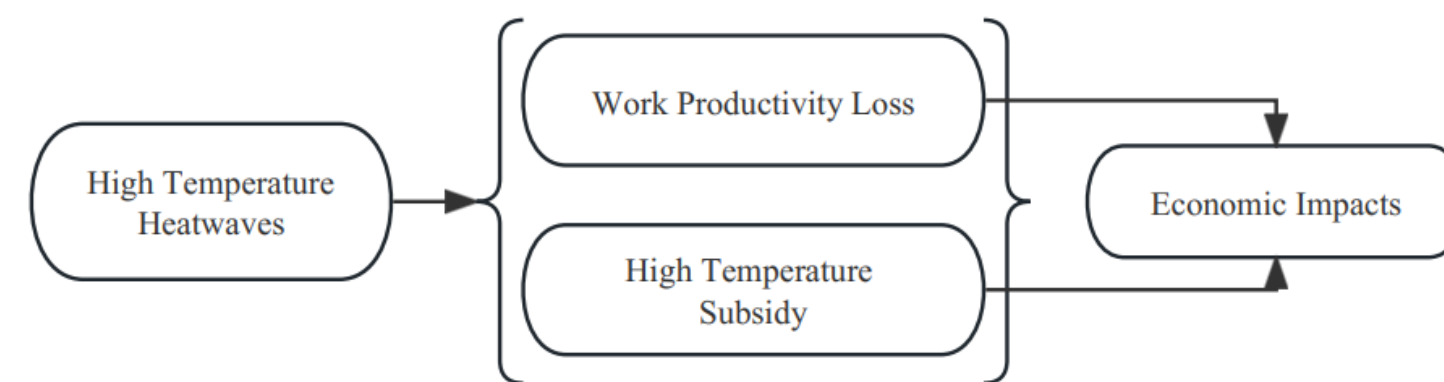 High Temperature
Heatwaves
Work Productivity Loss
High Temperature
Subsidy
Economic Impacts